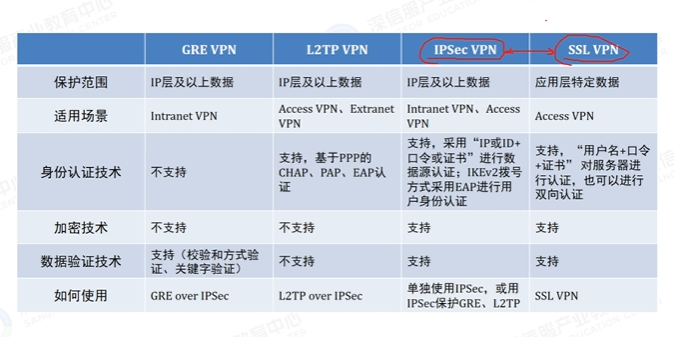 GRE VPN L2TP VPN IPSec VPN SSL VPN
保护范围 IP层及以上数据 IP层及以上数据 IP层及以上数据 应用层特定数据
适用场景 Intranet VPN Access VPN、Extranet VPN Intranet VPN、Access VPN Access VPN
身份认证技术 不支持 支持，基于PPP的CHAP、PAP、EAP认证 支持，采用“IP或ID+口令或证书”进行数据源认证；IKEv2拨号方式采用EAP进行用户身份认证 支持，“用户名+口令+证书” 对服务器进行认证，也可以进行双向认证
加密技术 不支持 不支持 支持 支持
数据验证技术 支持（校验和方式验证、关键字验证） 不支持 支持 支持
如何使用 GRE over IPSec L2TP over IPSec 单独使用IPSec，或用IPSec保护GRE、L2TP SSL VPN